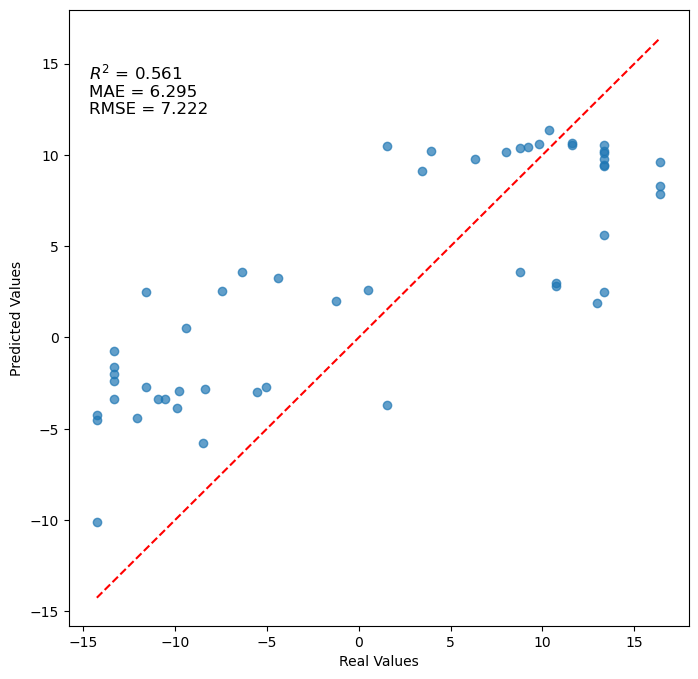 R² = 0.561
MAE = 6.295
RMSE = 7.222
15
10
5
0
−5
−10
−15
Predicted Values
−15 −10 −5 0 5 10 15
Real Values